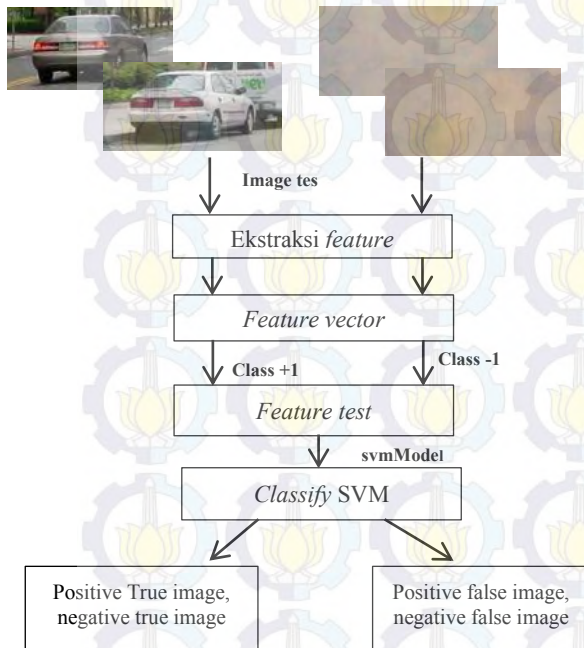 Image tes
Ekstraksi feature
Feature vector
Class +1
Class -1
Feature test
svmModel
Classify SVM
Positive True image,
negative true image
Positive false image,
negative false image